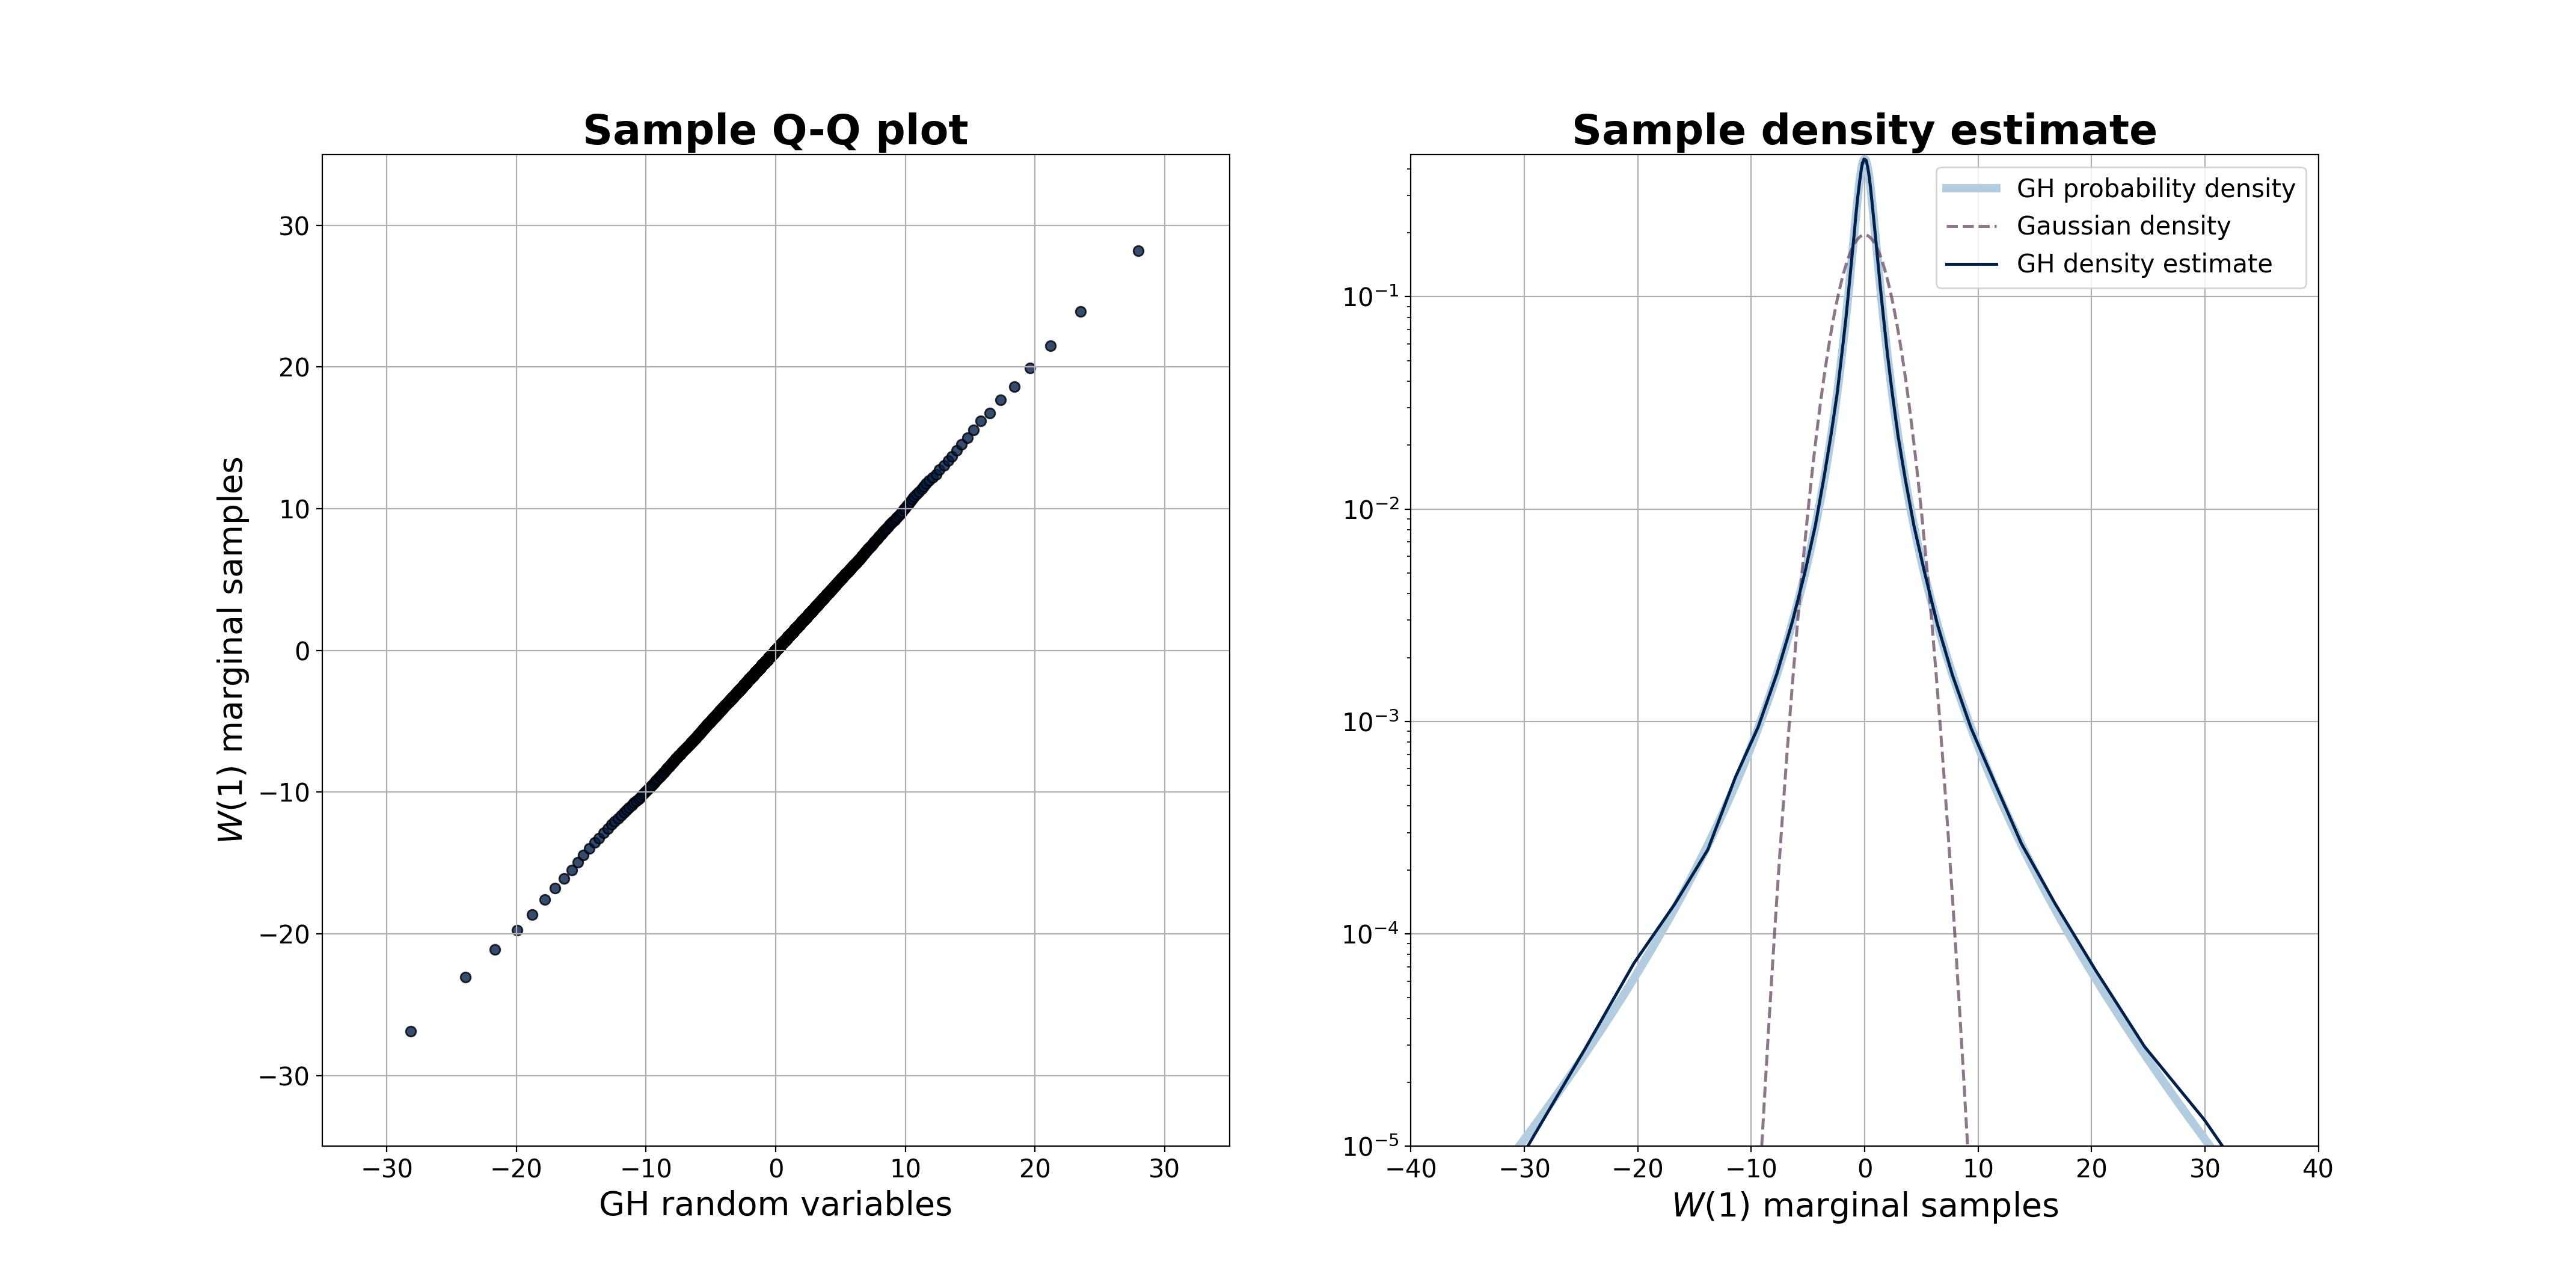 Sample Q-Q plot
30
20
10
0
−10
−20
−30
W(1) marginal samples
−30 −20 −10 0 10 20 30
GH random variables
Sample density estimate
GH probability density
Gaussian density
GH density estimate
10⁻¹
10⁻²
10⁻³
10⁻⁴
10⁻⁵
−40 −30 −20 −10 0 10 20 30 40
W(1) marginal samples